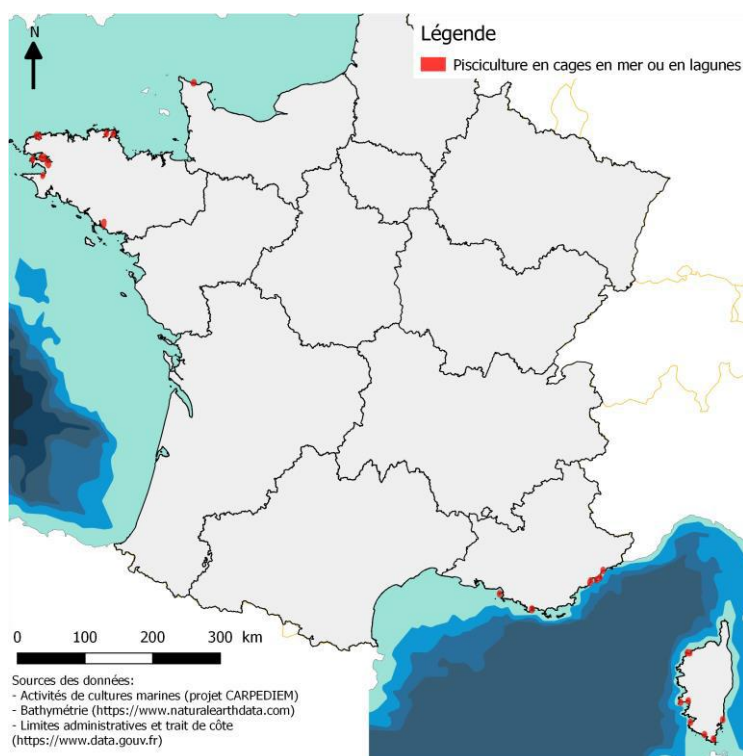 N
Légende
Pisciculture en cages en mer ou en lagunes
0 100 200 300 km
Sources des données:
- Activités de cultures marines (projet CARPEDIEM)
- Bathymétrie (https://www.naturalearthdata.com)
- Limites administratives et trait de côte
(https://www.data.gouv.fr)